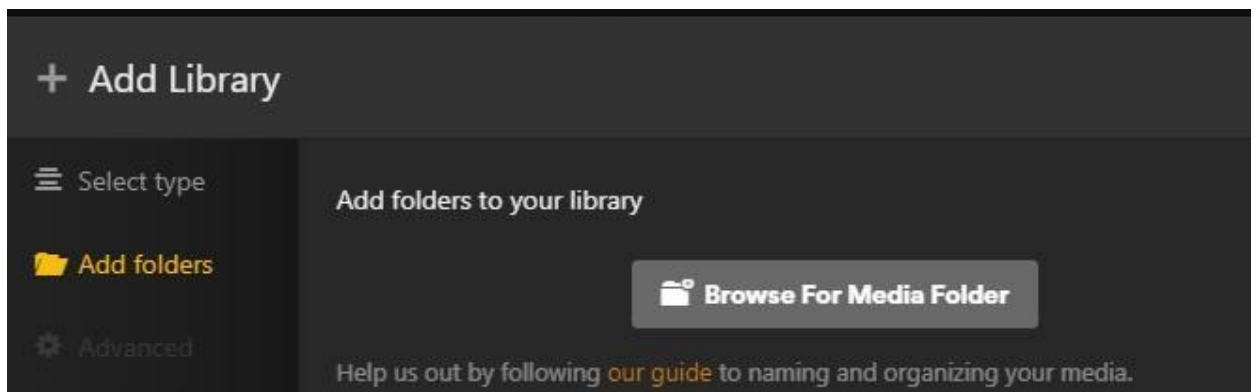 Add Library
Select type
Add folders to your library
Add folders
Browse For Media Folder
Advanced
Help us out by following our guide to naming and organizing your media.